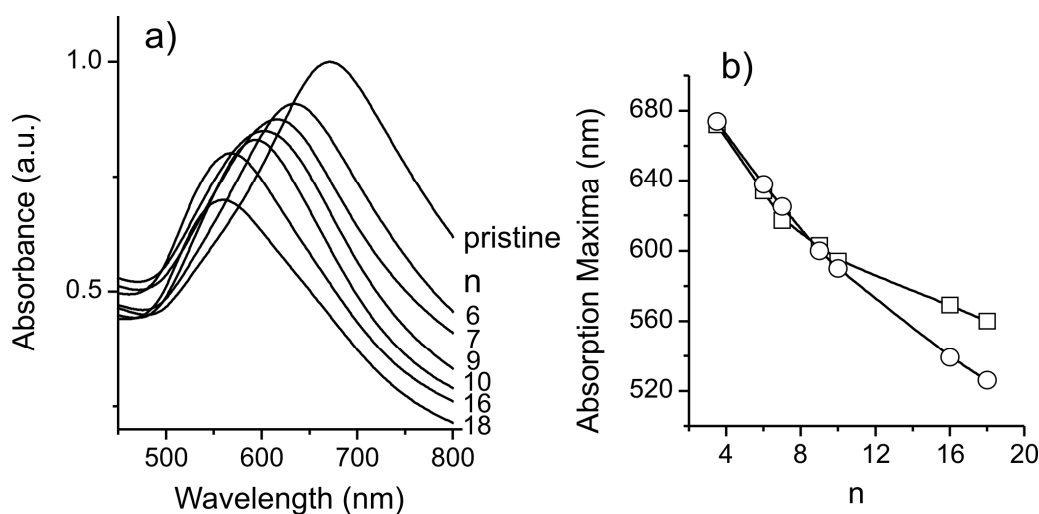 a)
1.0
0.5
Absorbance (a.u.)
pristine
n
6
7
9
10
16
18
500 600 700 800
Wavelength (nm)
b)
680
640
600
560
520
Absorption Maxima (nm)
4 8 12 16 20
n